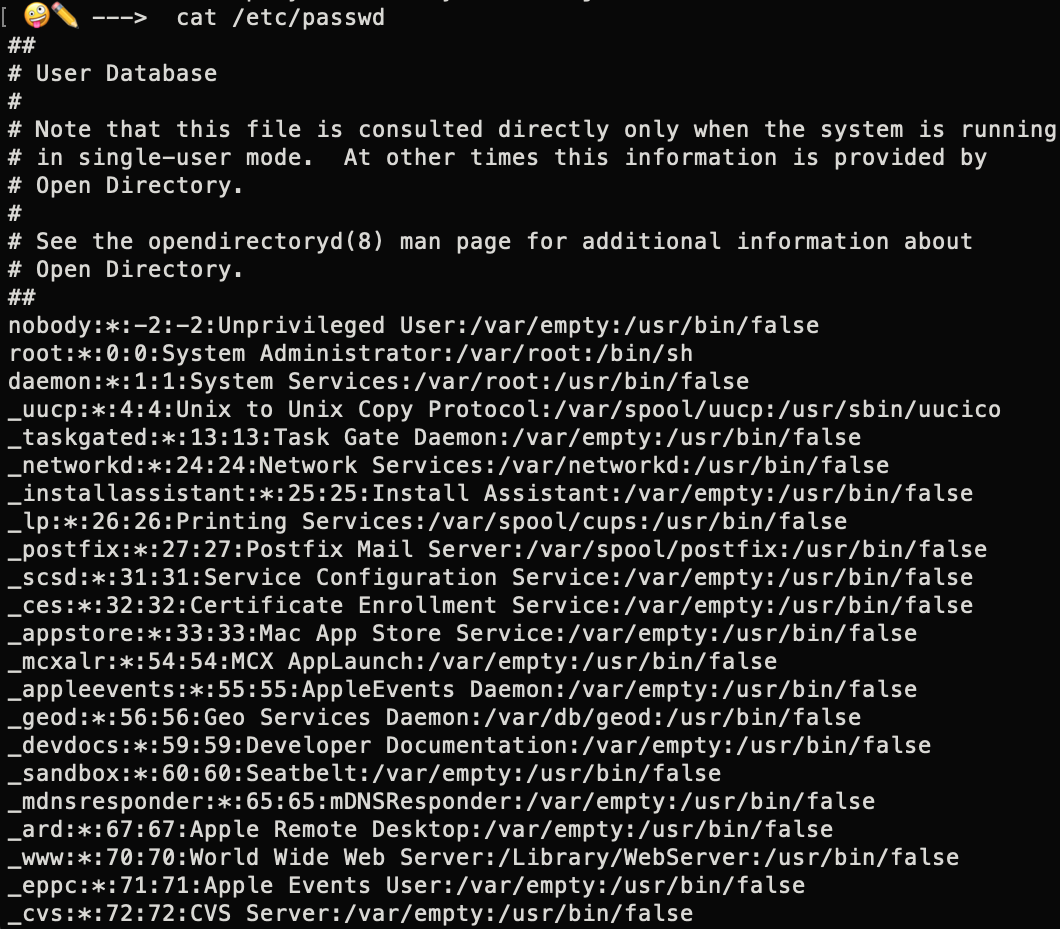 [ 🤪✏️ --->  cat /etc/passwd
##
# User Database
#
# Note that this file is consulted directly only when the system is running
# in single-user mode.  At other times this information is provided by
# Open Directory.
#
# See the opendirectoryd(8) man page for additional information about
# Open Directory.
##
nobody:*:-2:-2:Unprivileged User:/var/empty:/usr/bin/false
root:*:0:0:System Administrator:/var/root:/bin/sh
daemon:*:1:1:System Services:/var/root:/usr/bin/false
_uucp:*:4:4:Unix to Unix Copy Protocol:/var/spool/uucp:/usr/sbin/uucico
_taskgated:*:13:13:Task Gate Daemon:/var/empty:/usr/bin/false
_networkd:*:24:24:Network Services:/var/networkd:/usr/bin/false
_installassistant:*:25:25:Install Assistant:/var/empty:/usr/bin/false
_lp:*:26:26:Printing Services:/var/spool/cups:/usr/bin/false
_postfix:*:27:27:Postfix Mail Server:/var/spool/postfix:/usr/bin/false
_scsd:*:31:31:Service Configuration Service:/var/empty:/usr/bin/false
_ces:*:32:32:Certificate Enrollment Service:/var/empty:/usr/bin/false
_appstore:*:33:33:Mac App Store Service:/var/empty:/usr/bin/false
_mcxalr:*:54:54:MCX AppLaunch:/var/empty:/usr/bin/false
_appleevents:*:55:55:AppleEvents Daemon:/var/empty:/usr/bin/false
_geod:*:56:56:Geo Services Daemon:/var/db/geod:/usr/bin/false
_devdocs:*:59:59:Developer Documentation:/var/empty:/usr/bin/false
_sandbox:*:60:60:Seatbelt:/var/empty:/usr/bin/false
_mdnsresponder:*:65:65:mDNSResponder:/var/empty:/usr/bin/false
_ard:*:67:67:Apple Remote Desktop:/var/empty:/usr/bin/false
_www:*:70:70:World Wide Web Server:/Library/WebServer:/usr/bin/false
_eppc:*:71:71:Apple Events User:/var/empty:/usr/bin/false
_cvs:*:72:72:CVS Server:/var/empty:/usr/bin/false